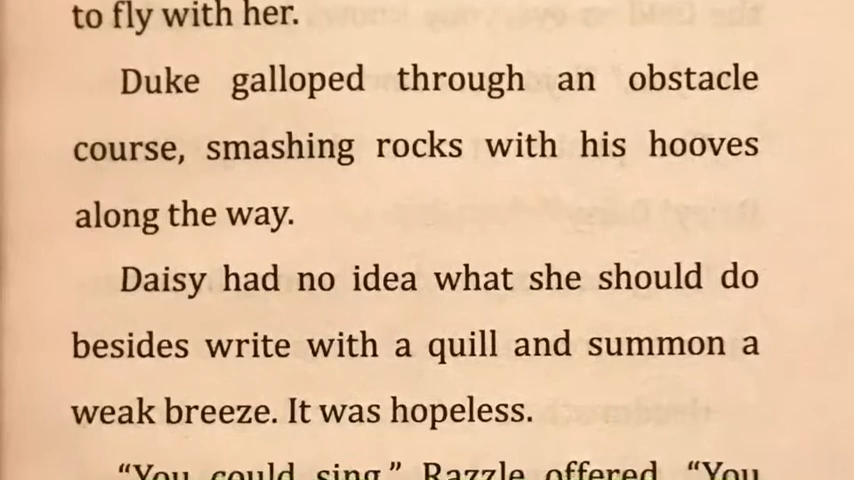 to fly with her.
Duke galloped through an obstacle
course, smashing rocks with his hooves
along the way.
Daisy had no idea what she should do
besides write with a quill and summon a
weak breeze. It was hopeless.
“You could sing,” Razzle offered. “You